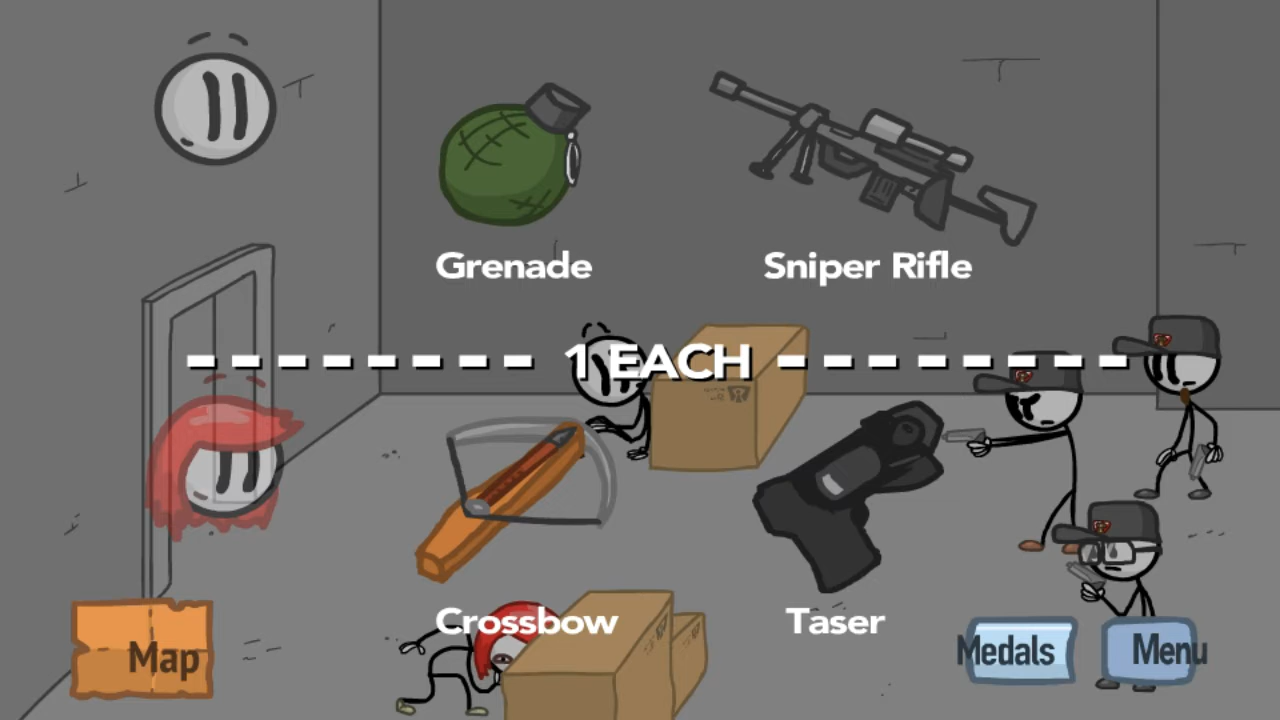 Grenade
Sniper Rifle
1 EACH
Crossbow
Taser
Map
Medals
Menu